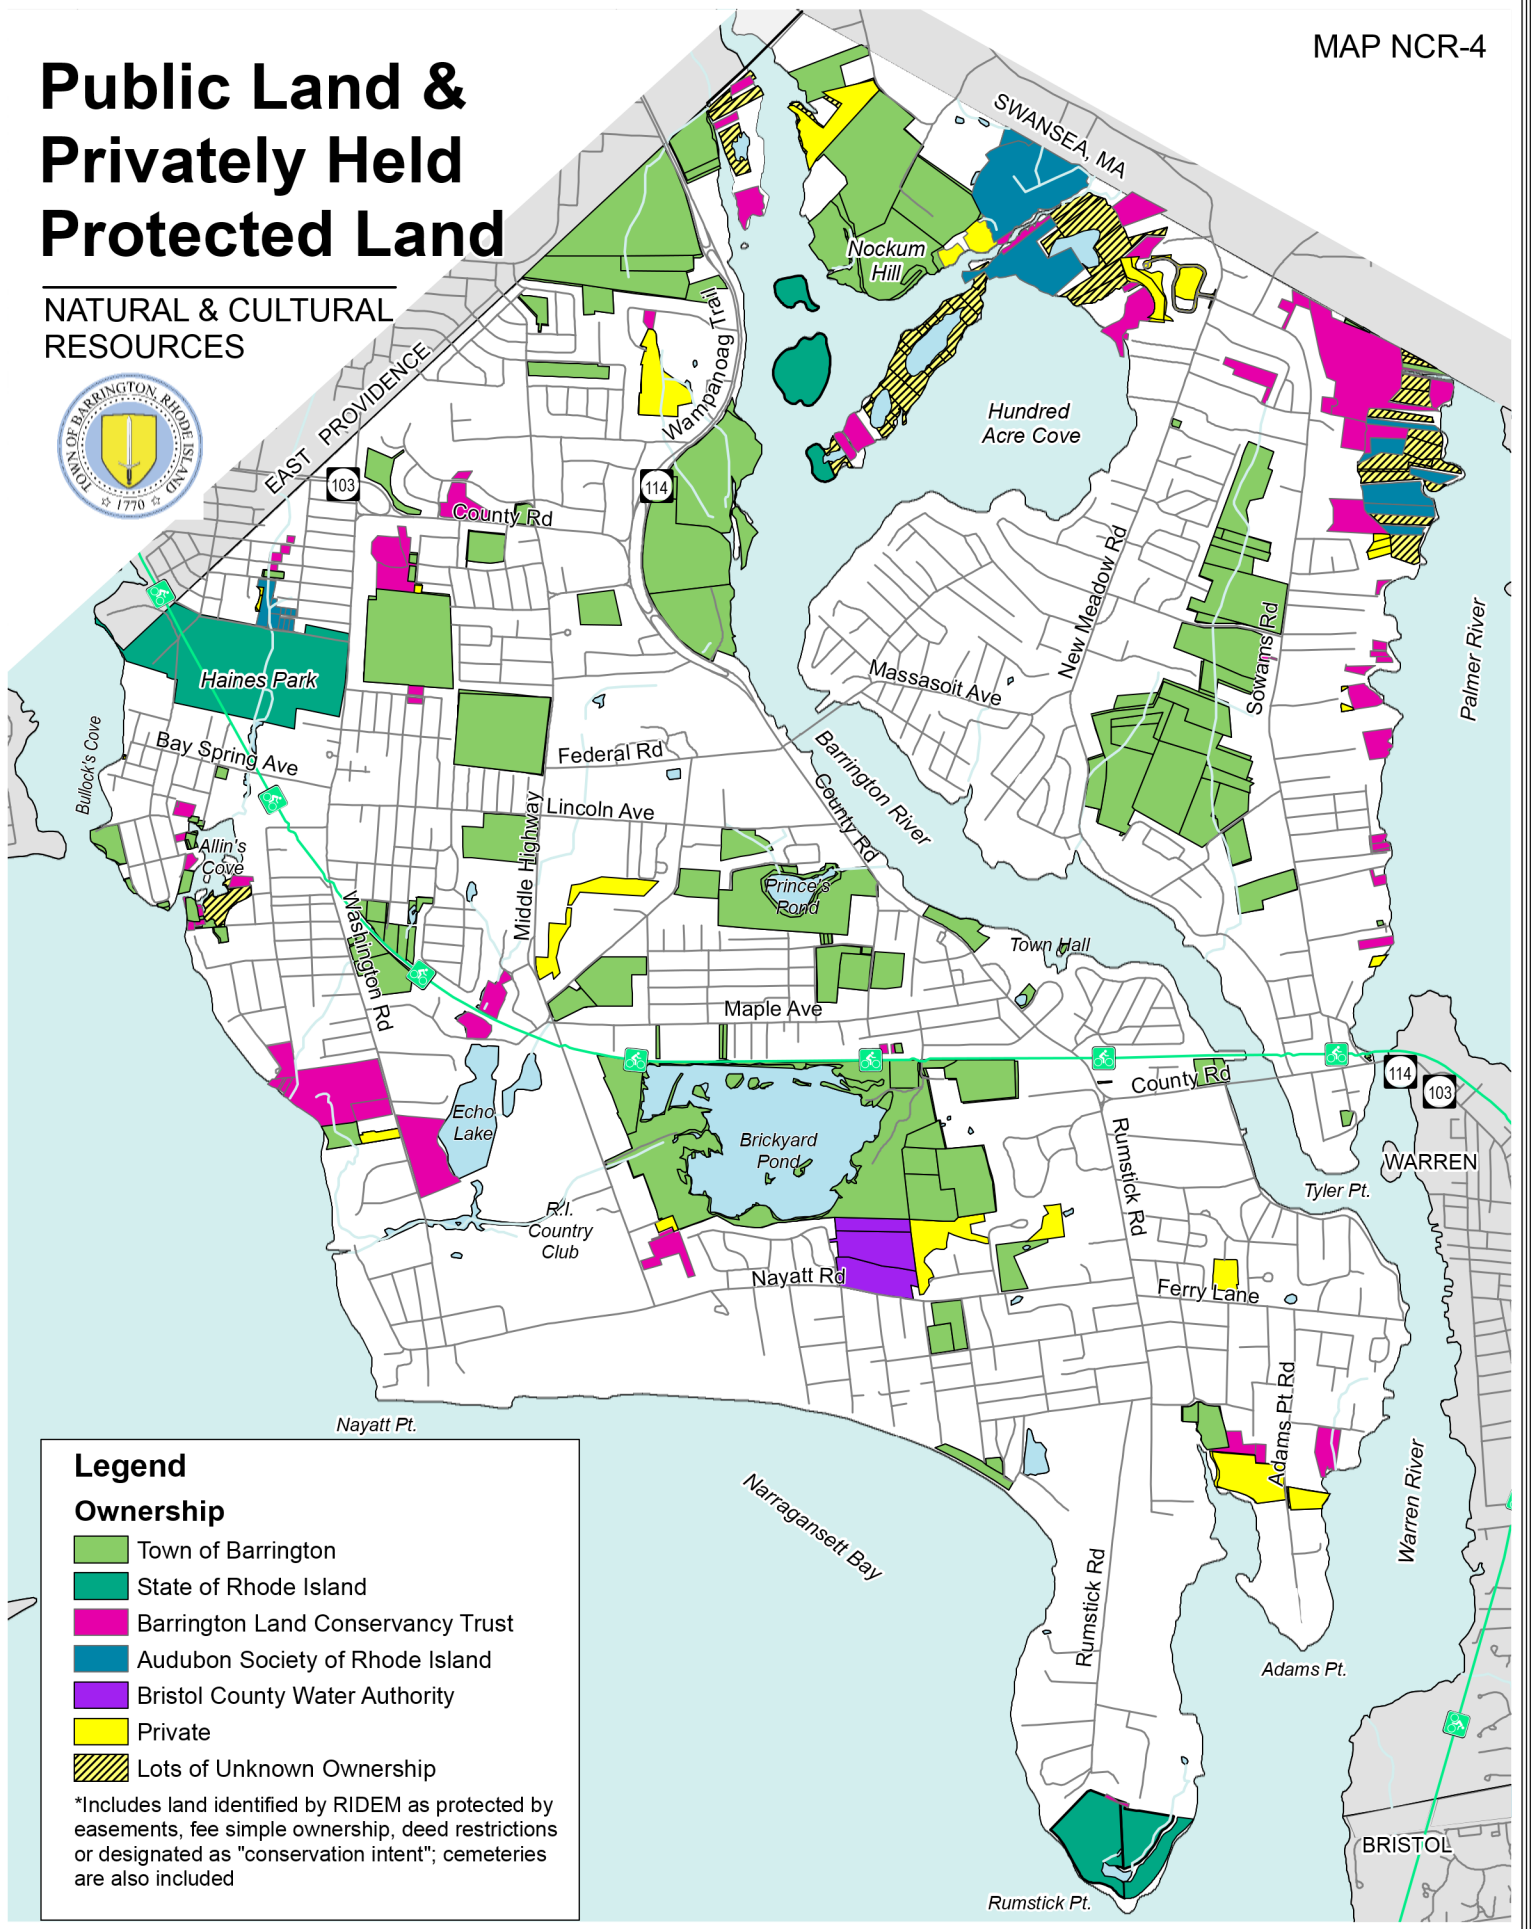 MAP NCR-4
Public Land &
Privately Held
Protected Land
NATURAL & CULTURAL
RESOURCES
TOWN OF BARRINGTON, RHODE ISLAND
1770
SWANSEA, MA
EAST PROVIDENCE
Nockum
Hill
Wampanoag Trail
Hundred
Acre Cove
103
114
County Rd
New Meadow Rd
Sowams Rd
Palmer River
Massasoit Ave
Haines Park
Bullock's Cove
Bay Spring Ave
Federal Rd
Barrington River
County Rd
Lincoln Ave
Middle Highway
Allin's
Cove
Prince's
Pond
Washington Rd
Town Hall
Maple Ave
County Rd
114
103
Echo
Lake
Brickyard
Pond
Rumstick Rd
WARREN
Tyler Pt.
R.I.
Country
Club
Nayatt Rd
Ferry Lane
Adams Pt Rd
Nayatt Pt.
Narragansett Bay
Warren River
Rumstick Rd
Adams Pt.
BRISTOL
Rumstick Pt.
Legend
Ownership
Town of Barrington
State of Rhode Island
Barrington Land Conservancy Trust
Audubon Society of Rhode Island
Bristol County Water Authority
Private
Lots of Unknown Ownership
*Includes land identified by RIDEM as protected by
easements, fee simple ownership, deed restrictions
or designated as "conservation intent"; cemeteries
are also included